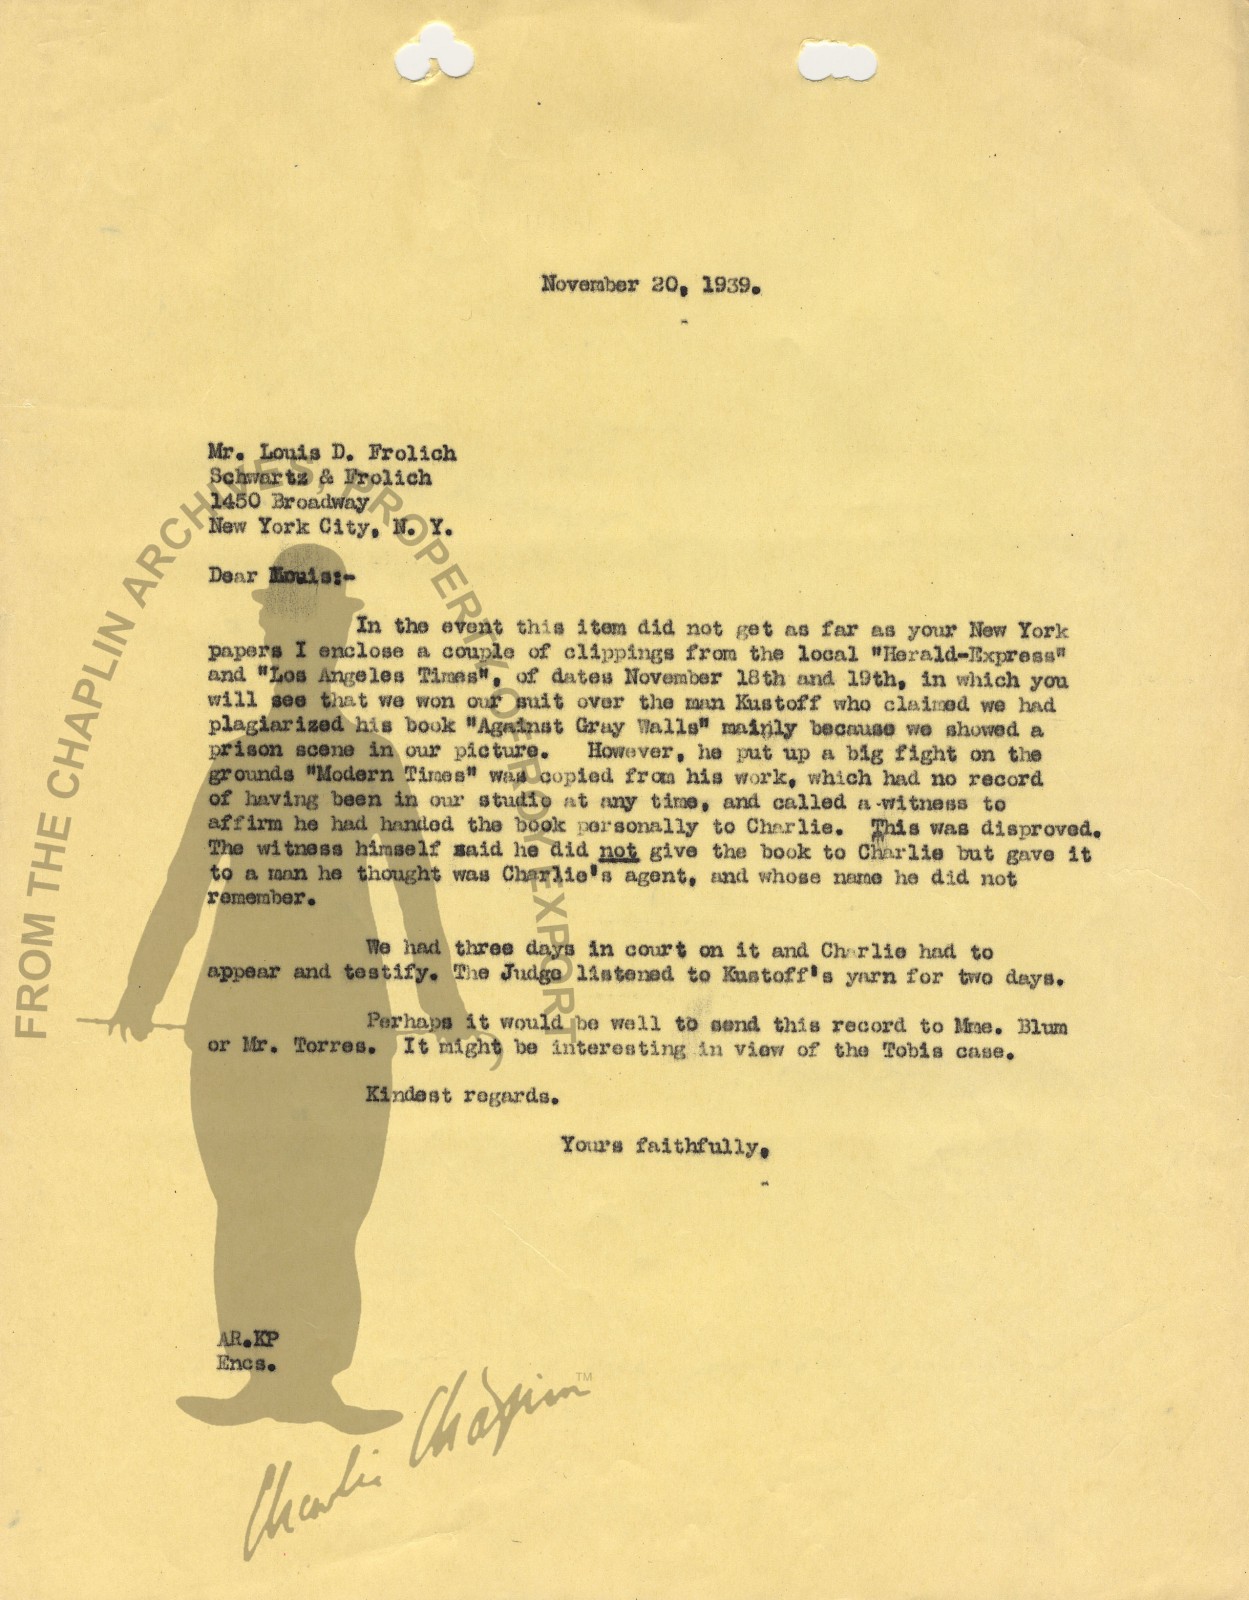 November 20, 1939.
Mr. Louis D. Frolich
Schwartz & Frolich
1450 Broadway
New York City, N. Y.
Dear Louis:-
In the event this item did not get as far as your New York
papers I enclose a couple of clippings from the local "Herald-Express"
and "Los Angeles Times", of dates November 18th and 19th, in which you
will see that we won our suit over the man Kustoff who claimed we had
plagiarized his book "Against Gray Walls" mainly because we showed a
prison scene in our picture. However, he put up a big fight on the
grounds "Modern Times" was copied from his work, which had no record
of having been in our studio at any time, and called a witness to
affirm he had handed the book personally to Charlie. This was disproved.
The witness himself said he did not give the book to Charlie but gave it
to a man he thought was Charlie's agent, and whose name he did not
remember.
We had three days in court on it and Charlie had to
appear and testify. The Judge listened to Kustoff's yarn for two days.
Perhaps it would be well to send this record to Mme. Blum
or Mr. Torres. It might be interesting in view of the Tobis case.
Kindest regards.
Yours faithfully,
AR.KP
Encs.
FROM THE CHAPLIN ARCHIVES, PROPERTY OF ROY EXPORT
Charlie Chaplin TM